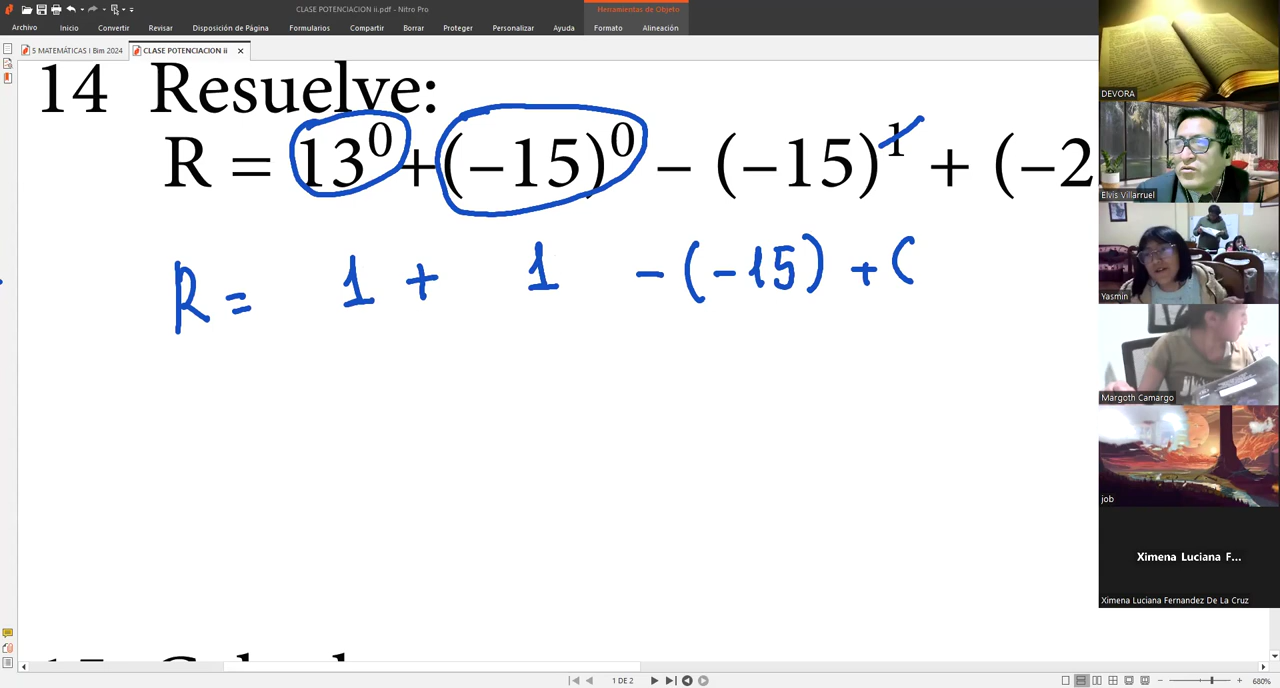 CLASE POTENCIACION ii.pdf - Nitro Pro
Herramientas de Objeto
Archivo Inicio Convertir Revisar Disposición de Página Formularios Compartir Borrar Proteger Personalizar Ayuda Formato Alineación
5 MATEMÁTICAS I Bim 2024 CLASE POTENCIACION ii
14 Resuelve:
R = 13⁰+(−15)⁰ − (−15)¹ + (−2
R = 1 + 1 - (-15) + (
DEVORA
Elvis Villarruel
Yasmin
Margoth Camargo
job
Ximena Luciana F...
Ximena Luciana Fernandez De La Cruz
1 DE 2
680%